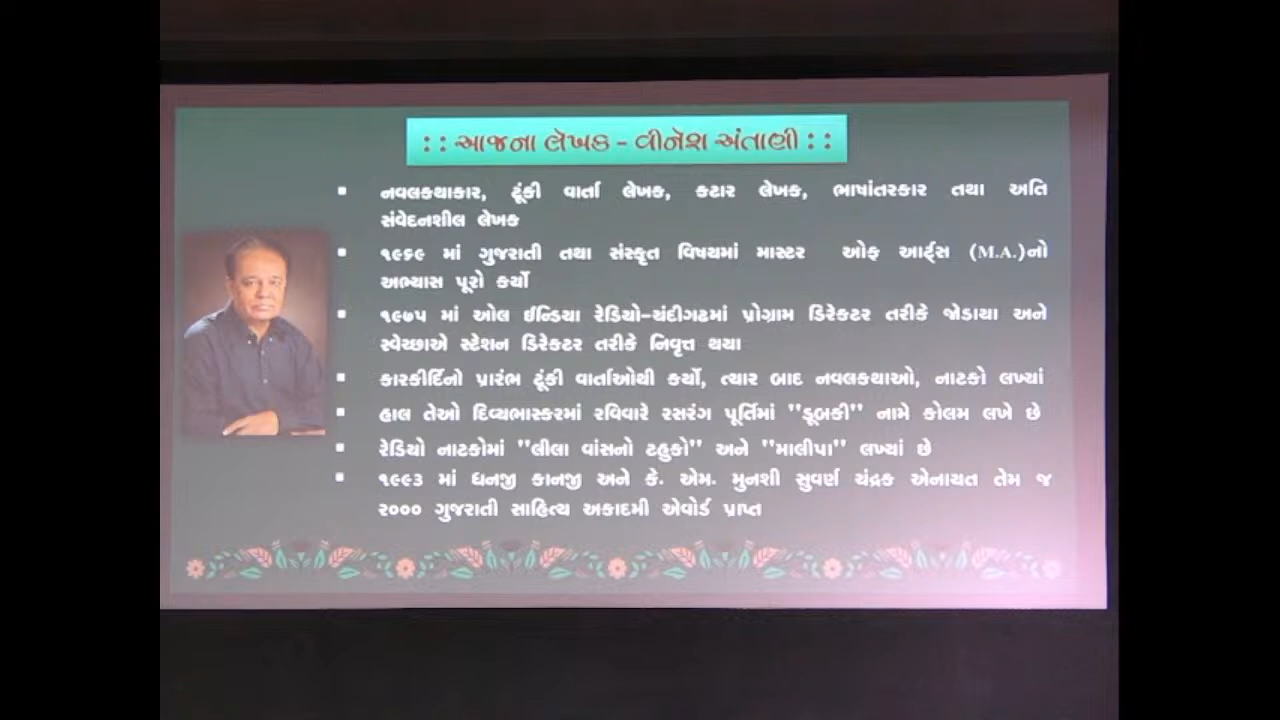 :: આજના લેખક - વીનેશ અંતાણી ::
▪ નવલકથાકાર, ટૂંકી વાર્તા લેખક, કટાર લેખક, ભાષાંતરકાર તથા અતિ
સંવેદનશીલ લેખક
▪ ૧૯૬૯ માં ગુજરાતી તથા સંસ્કૃત વિષયમાં માસ્ટર ઓફ આર્ટ્સ (M.A.)નો
અભ્યાસ પૂરો કર્યો
▪ ૧૯૭૫ માં ઓલ ઈન્ડિયા રેડિયો-ચંદીગઢમાં પ્રોગ્રામ ડિરેક્ટર તરીકે જોડાયા અને
સ્વેચ્છાએ સ્ટેશન ડિરેક્ટર તરીકે નિવૃત્ત થયા
▪ કારકીર્દિનો પ્રારંભ ટૂંકી વાર્તાઓથી કર્યો, ત્યાર બાદ નવલકથાઓ, નાટકો લખ્યાં
▪ હાલ તેઓ દિવ્યભાસ્કરમાં રવિવારે રસરંગ પૂર્તિમાં "ડૂબકી" નામે કોલમ લખે છે
▪ રેડિયો નાટકોમાં "લીલા વાંસનો ટહુકો" અને "માલીપા" લખ્યાં છે
▪ ૧૯૯૩ માં ધનજી કાનજી અને કે. એમ. મુનશી સુવર્ણ ચંદ્રક એનાયત તેમ જ
૨૦૦૦ ગુજરાતી સાહિત્ય અકાદમી એવોર્ડ પ્રાપ્ત